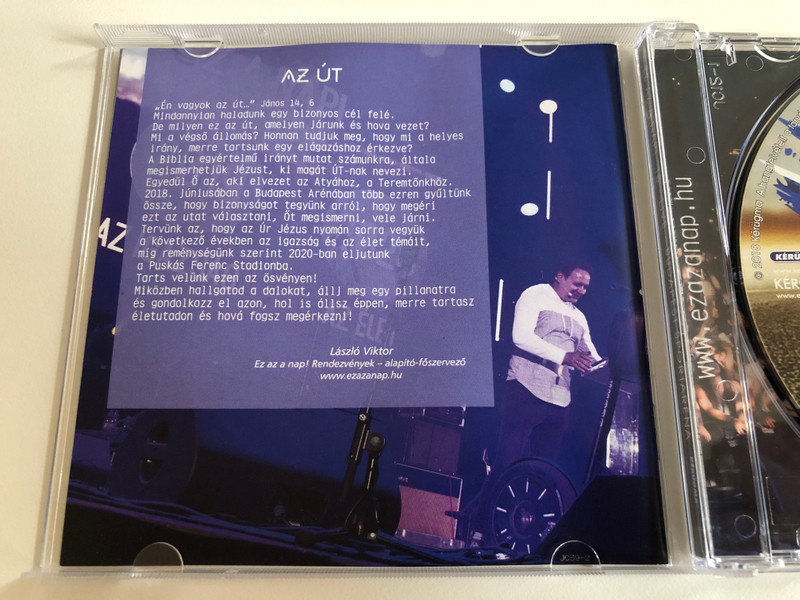 AZ ÚT
„Én vagyok az út…" János 14, 6
Mindannyian haladunk egy bizonyos cél felé.
De milyen ez az út, amelyen járunk és hova vezet?
Mi a végső állomás? Honnan tudjuk meg, hogy mi a helyes
irány, merre tartsunk egy elágazáshoz érkezve?
A Biblia egyértelmű irányt mutat számunkra, általa
megismerhetjük Jézust, ki magát ÚT-nak nevezi.
Egyedül Ő az, aki elvezet az Atyához, a Teremtőnkhöz.
2018. júniusában a Budapest Arénában több ezren gyűltünk
össze, hogy bizonyságot tegyünk arról, hogy megéri
ezt az utat választani, Őt megismerni, vele járni.
Tervünk az, hogy az Úr Jézus nyomán sorra vegyük
a következő években az igazság és az élet témáit,
míg reménységünk szerint 2020-ban eljutunk
a Puskás Ferenc Stadionba.
Tarts velünk ezen az ösvényen!
Miközben hallgatod a dalokat, állj meg egy pillanatra
és gondolkozz el azon, hol is állsz éppen, merre tartasz
életutadon és hová fogsz megérkezni!
László Viktor
Ez az a nap! Rendezvények – alapító-főszervező
www.ezazanap.hu
AZ
JC39-2
www.ezazanap.hu